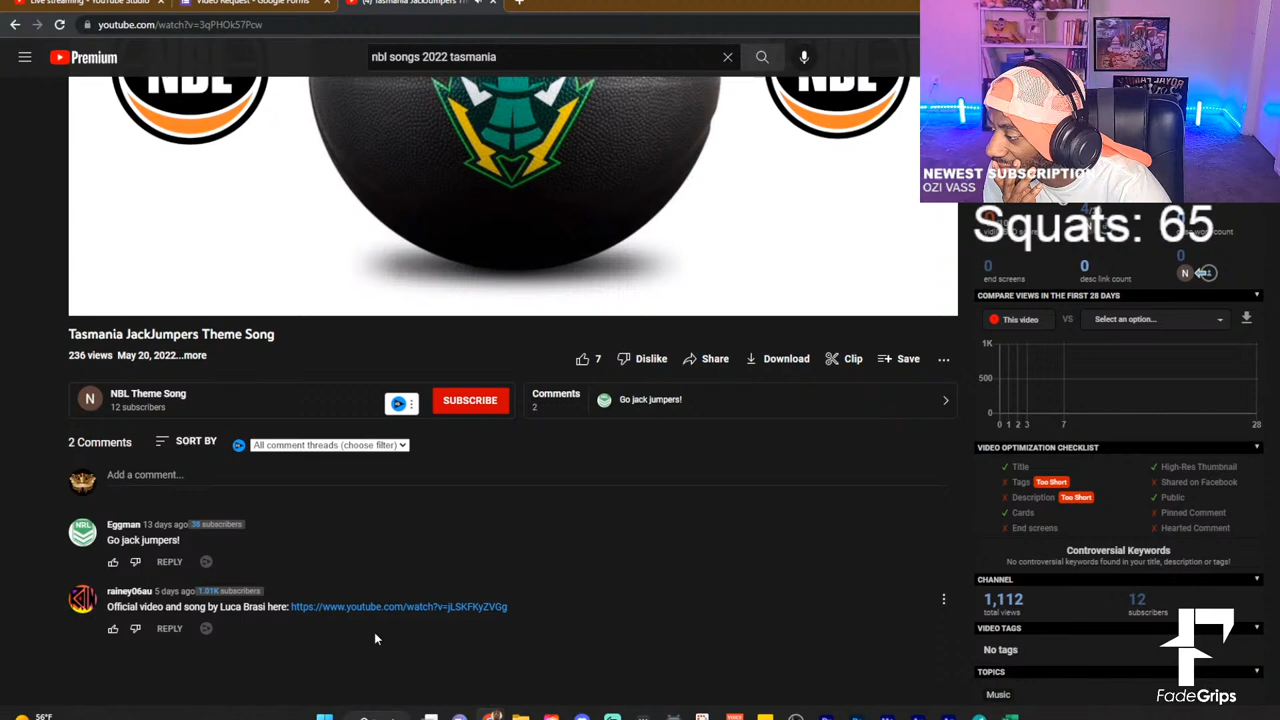 Live streaming - YouTube Studio
Video Request - Google Forms
(4) Tasmania JackJumpers Th
youtube.com/watch?v=3qPHOk57Pcw
Premium
nbl songs 2022 tasmania
NBL
NBL
NEWEST SUBSCRIPTION
OZI VASS
Squats: 65
0
end screens
0
desc link count
0
N
COMPARE VIEWS IN THE FIRST 28 DAYS
This video
VS
Select an option...
1K
500
0
0 1 2 3 7 28
Tasmania JackJumpers Theme Song
236 views May 20, 2022...more
7
Dislike
Share
Download
Clip
Save
N
NBL Theme Song
12 subscribers
SUBSCRIBE
Comments
2
Go jack jumpers!
2 Comments
SORT BY
All comment threads (choose filter)
Add a comment...
NRL
Eggman 13 days ago 35 subscribers
Go jack jumpers!
REPLY
rainey06au 5 days ago 1.01K subscribers
Official video and song by Luca Brasi here: https://www.youtube.com/watch?v=jLSKFKyZVGg
REPLY
VIDEO OPTIMIZATION CHECKLIST
Title
High-Res Thumbnail
Tags Too Short
Shared on Facebook
Description Too Short
Public
Cards
Pinned Comment
End screens
Hearted Comment
Controversial Keywords
No controversial keywords found in your title, description or tags!
CHANNEL
1,112
total views
12
subscribers
VIDEO TAGS
No tags
TOPICS
Music
FadeGrips
56°F